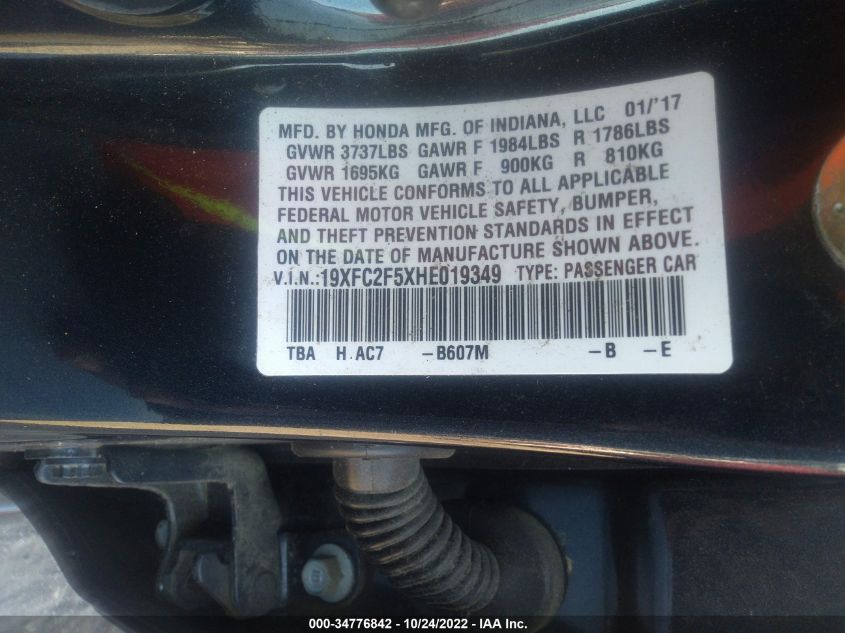 MFD. BY HONDA MFG. OF INDIANA, LLC 01/'17
GVWR 3737LBS GAWR F 1984LBS R 1786LBS
GVWR 1695KG GAWR F 900KG R 810KG
THIS VEHICLE CONFORMS TO ALL APPLICABLE
FEDERAL MOTOR VEHICLE SAFETY, BUMPER,
AND THEFT PREVENTION STANDARDS IN EFFECT
ON THE DATE OF MANUFACTURE SHOWN ABOVE.
V.I.N.:19XFC2F5XHE019349 TYPE: PASSENGER CAR
TBA H AC7 -B607M -B -E
000-34776842 - 10/24/2022 - IAA Inc.